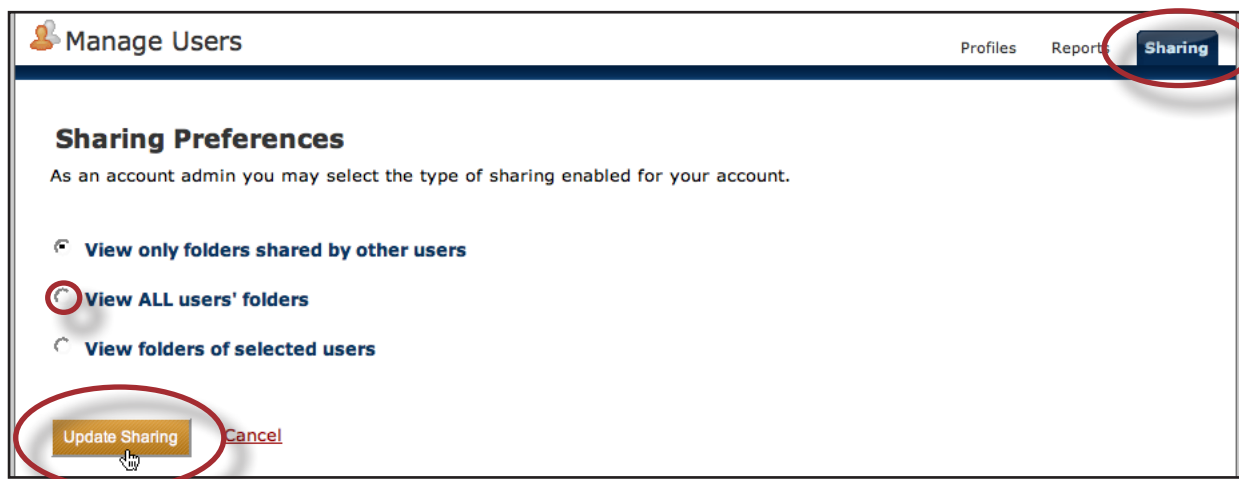 Manage Users
Profiles Reports Sharing
Sharing Preferences
As an account admin you may select the type of sharing enabled for your account.
View only folders shared by other users
View ALL users' folders
View folders of selected users
Update Sharing Cancel